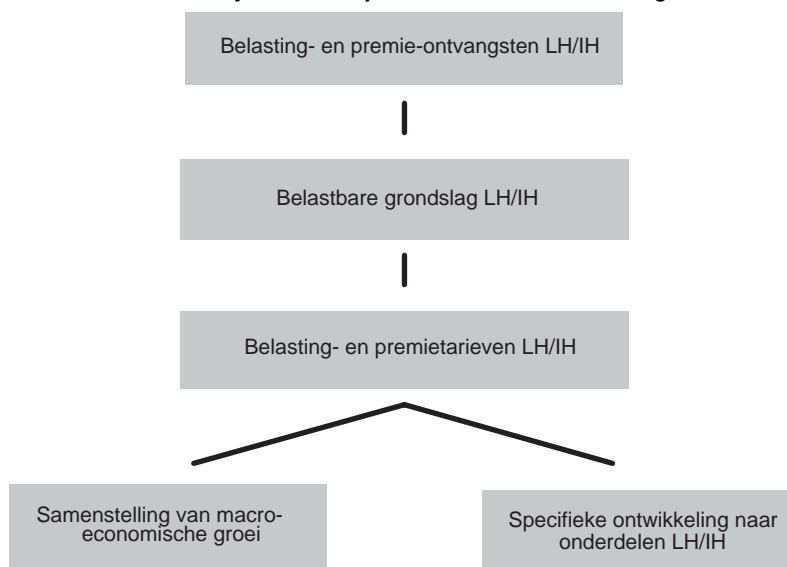 Belasting- en premie-ontvangsten LH/IH
Belastbare grondslag LH/IH
Belasting- en premietarieven LH/IH
Samenstelling van macro-
economische groei
Specifieke ontwikkeling naar
onderdelen LH/IH